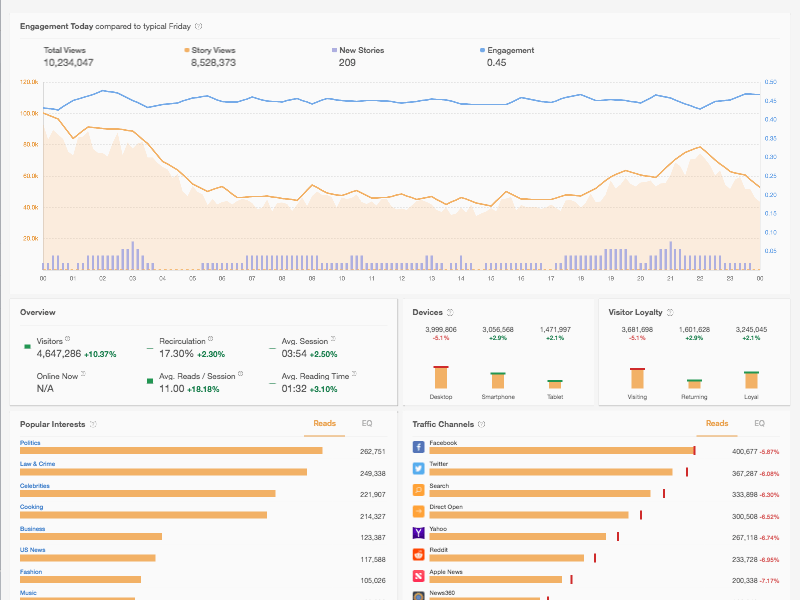 Engagement Today compared to typical Friday
Total Views
10,234,047
Story Views
8,528,373
New Stories
209
Engagement
0.45
120.0k
100.0k
80.0k
60.0k
40.0k
20.0k
0.50
0.45
0.40
0.35
0.30
0.25
0.20
0.15
0.10
0.05
00 01 02 03 04 05 06 07 08 09 10 11 12 13 14 15 16 17 18 19 20 21 22 23 00
Overview
Visitors
4,647,286 +10.37%
Recirculation
17.30% +2.30%
Avg. Session
03:54 +2.50%
Online Now
N/A
Avg. Reads / Session
11.00 +18.18%
Avg. Reading Time
01:32 +3.10%
Devices
3,999,806 3,056,568 1,471,997
-5.1% +2.9% +2.1%
Desktop Smartphone Tablet
Visitor Loyalty
3,681,698 1,601,628 3,245,045
-5.1% +2.9% +2.1%
Visiting Returning Loyal
Popular Interests Reads EQ
Politics
262,751
Law & Crime
249,338
Celebrities
221,907
Cooking
214,327
Business
123,387
US News
117,588
Fashion
105,026
Music
Traffic Channels Reads EQ
Facebook
400,677 -5.87%
Twitter
367,287 -6.08%
Search
333,898 -6.30%
Direct Open
300,508 -6.52%
Yahoo
267,118 -6.74%
Reddit
233,728 -6.95%
Apple News
200,338 -7.17%
News360